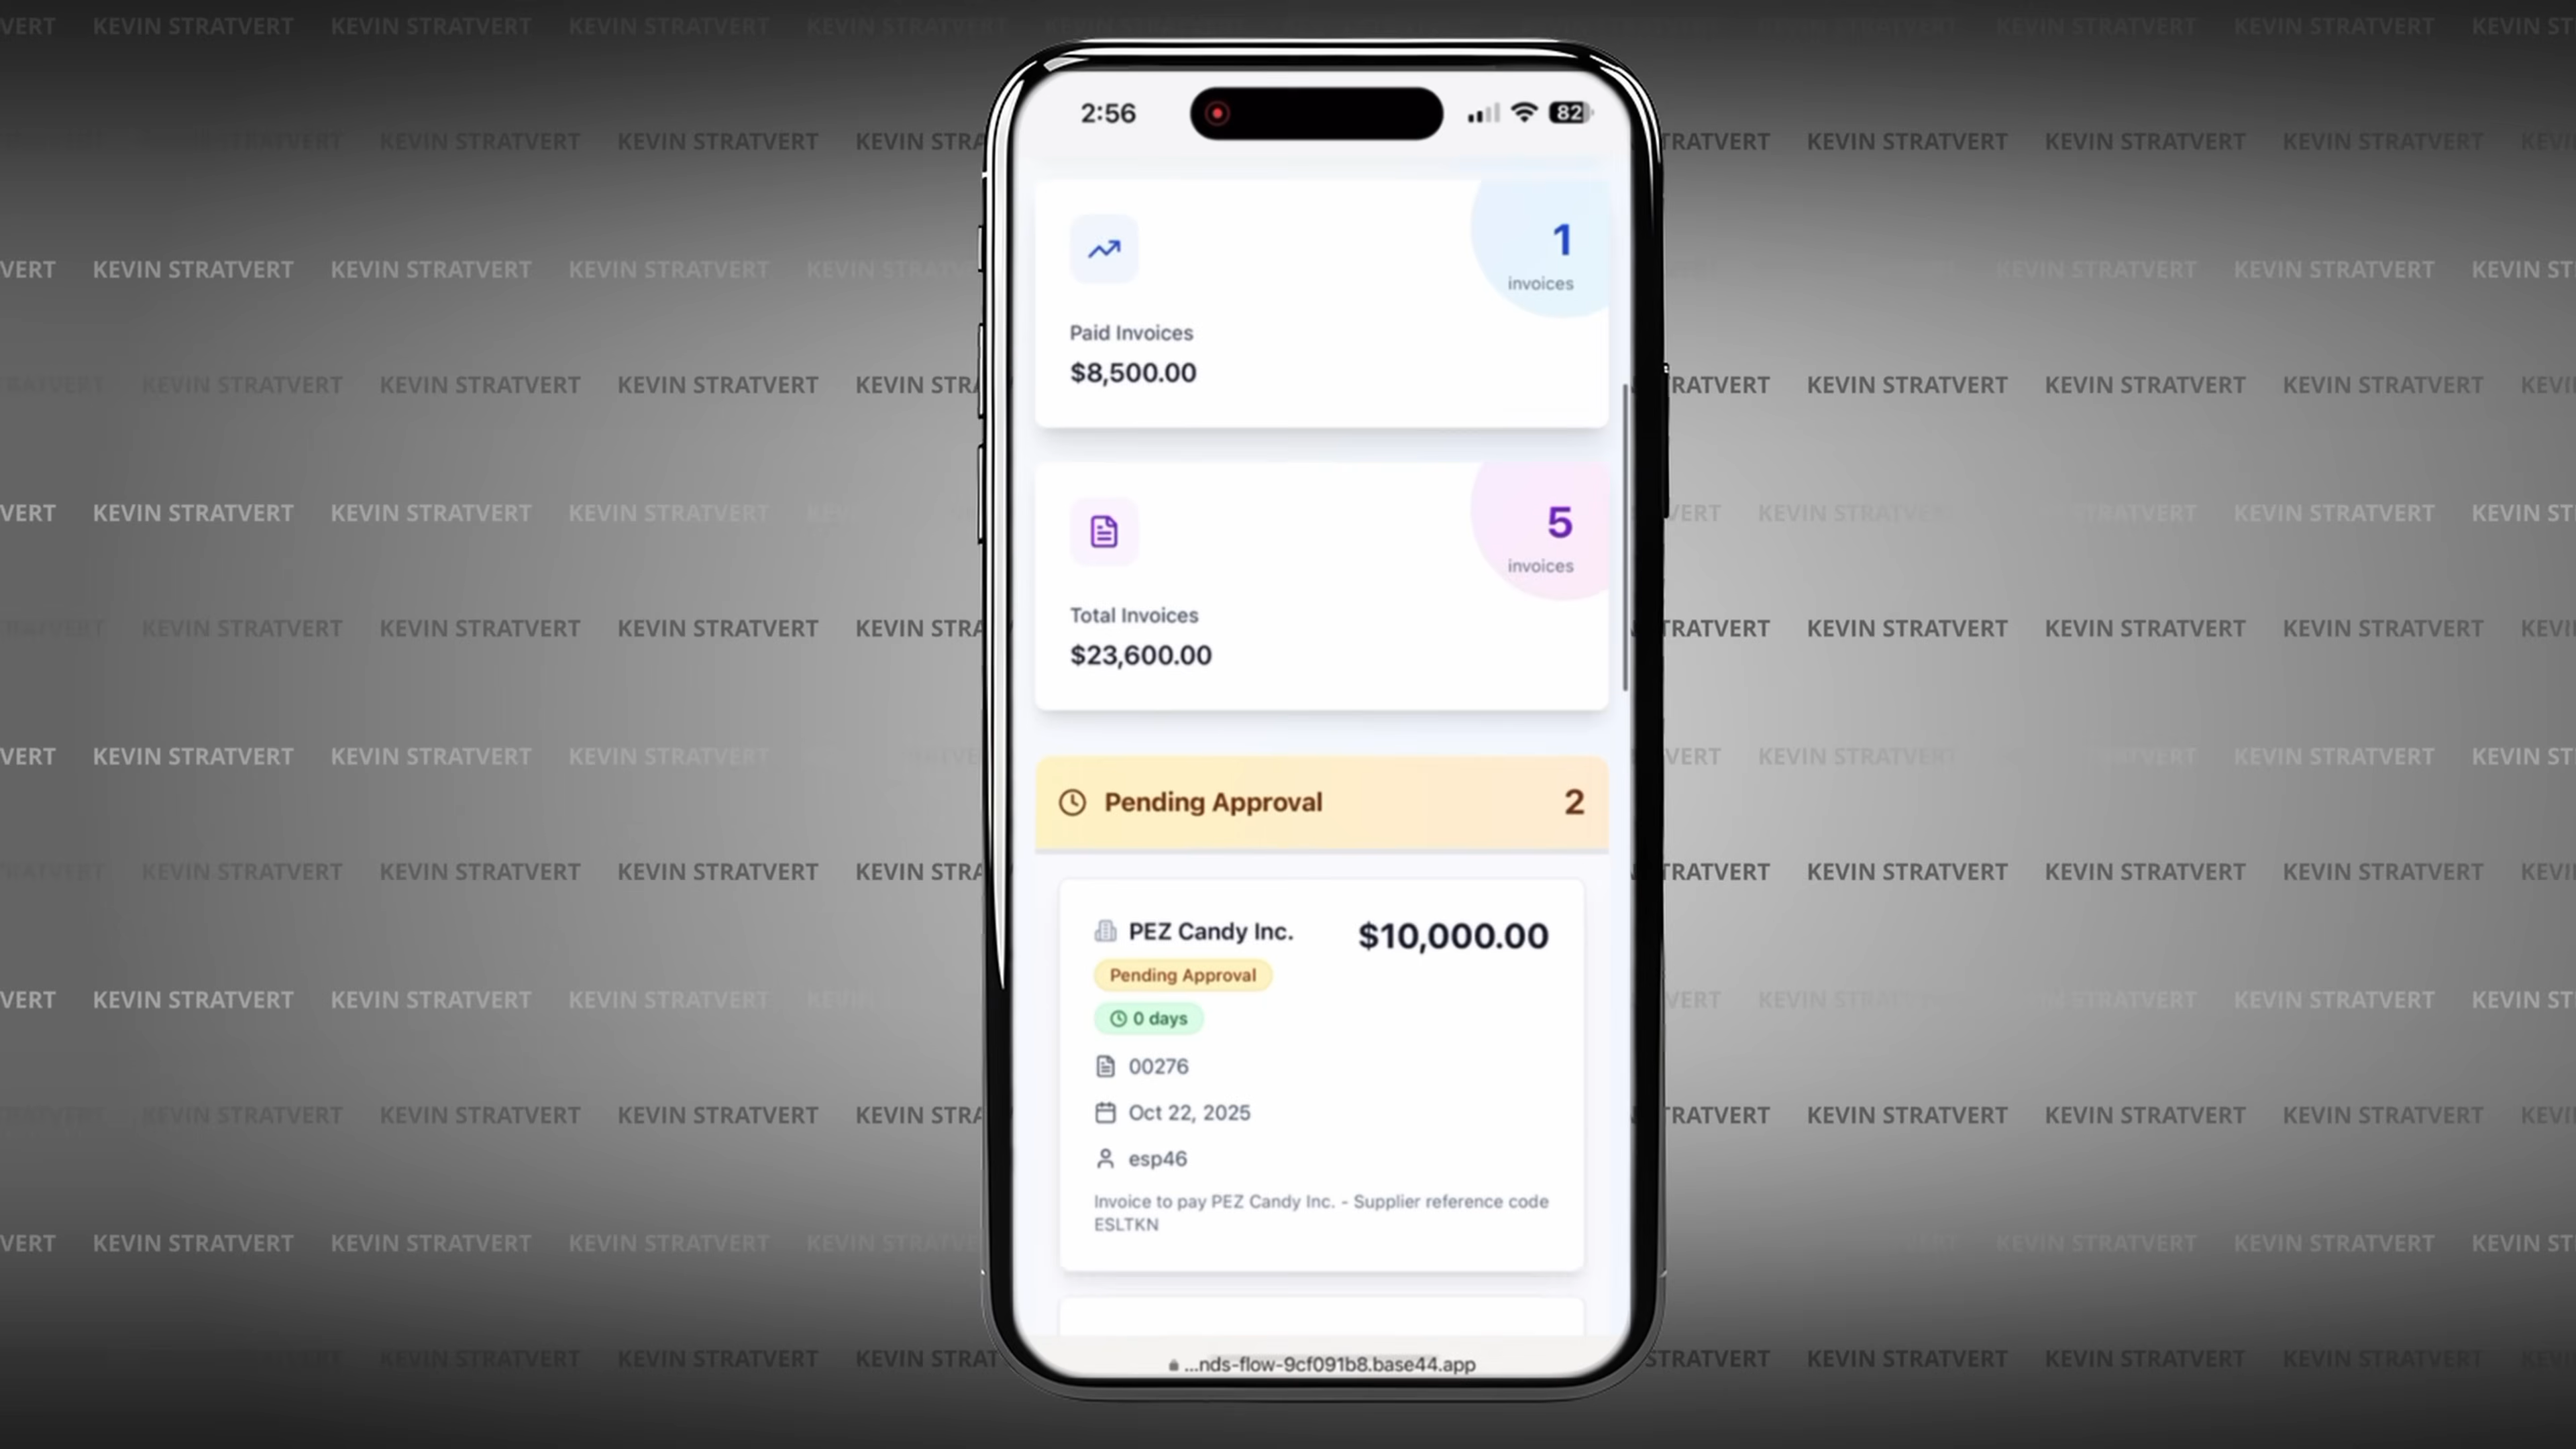 KEVIN STRATVERT
2:56
82
1
invoices
Paid Invoices
$8,500.00
5
invoices
Total Invoices
$23,600.00
Pending Approval
2
PEZ Candy Inc.
$10,000.00
Pending Approval
0 days
00276
Oct 22, 2025
esp46
Invoice to pay PEZ Candy Inc. - Supplier reference code
ESLTKN
...nds-flow-9cf091b8.base44.app